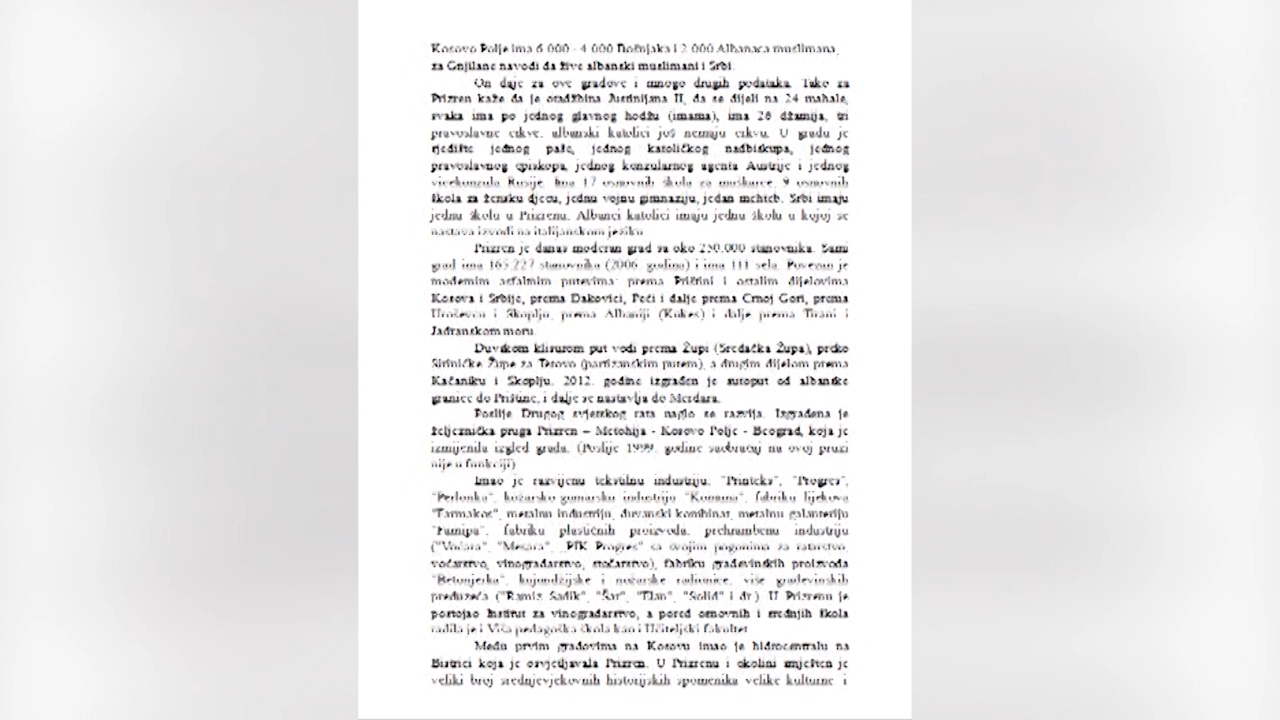 Kosovo Polje ima 6 000 - 4 000 Bošnjaka i 2 000 Albanaca muslimana,
za Gnjilane navodi da žive albanski muslimani i Srbi.
On daje za ove gradove i mnogo drugih podataka. Tako za
Prizren kaže da je otadžbina Justinijana II, da se dijeli na 24 mahale,
svaka ima po jednog glavnog hodžu (imama), ima 26 džamija, tri
pravoslavne crkve, albanski katolici još nemaju crkvu. U gradu je
sjedište jednog paše, jednog katoličkog nadbiskupa, jednog
pravoslavnog episkopa, jednog konzularnog agenta Austrije i jednog
vicekonzula Rusije. Ima 17 osnovnih škola za muškarce, 9 osnovnih
škola za žensku djecu, jednu vojnu gimnaziju, jedan mekteb. Srbi imaju
jednu školu u Prizrenu. Albanci katolici imaju jednu školu u kojoj se
nastava izvodi na italijanskom jeziku.
Prizren je danas moderan grad sa oko 250.000 stanovnika. Sami
grad ima 165.227 stanovnika (2006. godina) i ima 111 sela. Povezan je
modernim asfaltnim putevima: prema Prištini i ostalim dijelovima
Kosova i Srbije, prema Đakovici, Peći i dalje prema Crnoj Gori, prema
Uroševcu i Skoplju, prema Albaniji (Kukes) i dalje prema Tirani i
Jadranskom moru.
Duvskom klisurom put vodi prema Župi (Sredačka Župa), preko
Siriničke Župe za Tetovo (partizanskim putem), a drugim dijelom prema
Kačaniku i Skoplju. 2012. godine izgrađen je autoput od albanske
granice do Prištine, i dalje se nastavlja do Merdara.
Poslije Drugog svjetskog rata naglo se razvija. Izgrađena je
željeznička pruga Prizren – Metohija - Kosovo Polje - Beograd, koja je
izmijenila izgled grada. (Poslije 1999. godine saobraćaj na ovoj pruzi
nije u funkciji)
Imao je razvijenu tekstilnu industriju: "Printeks", "Progres",
"Perlonka", kožarsko-gumarsku industriju "Komuna", fabriku lijekova
"Farmakos", metalnu industriju, duvanski kombinat, metalnu galanteriju
"Famipa", fabriku plastičnih proizvoda, prehrambenu industriju
("Voćara", "Mesara", „PIK Progres" sa svojim pogonima za ratarstvo,
voćarstvo, vinogradarstvo, stočarstvo), fabriku građevinskih proizvoda
"Betonjerka", kujundžijske i nožarske radionice, više građevinskih
preduzeća ("Ramiz Sadik", "Šar", "Elan", "Solid" i dr.). U Prizrenu je
postojao Institut za vinogradarstvo, a pored osnovnih i srednjih škola
radila je i Viša pedagoška škola kao i Učiteljski fakultet.
Među prvim gradovima na Kosovu imao je hidrocentralu na
Bistrici koja je osvjetljavala Prizren. U Prizrenu i okolini smješten je
veliki broj srednjevjekovnih historijskih spomenika velike kulturne i